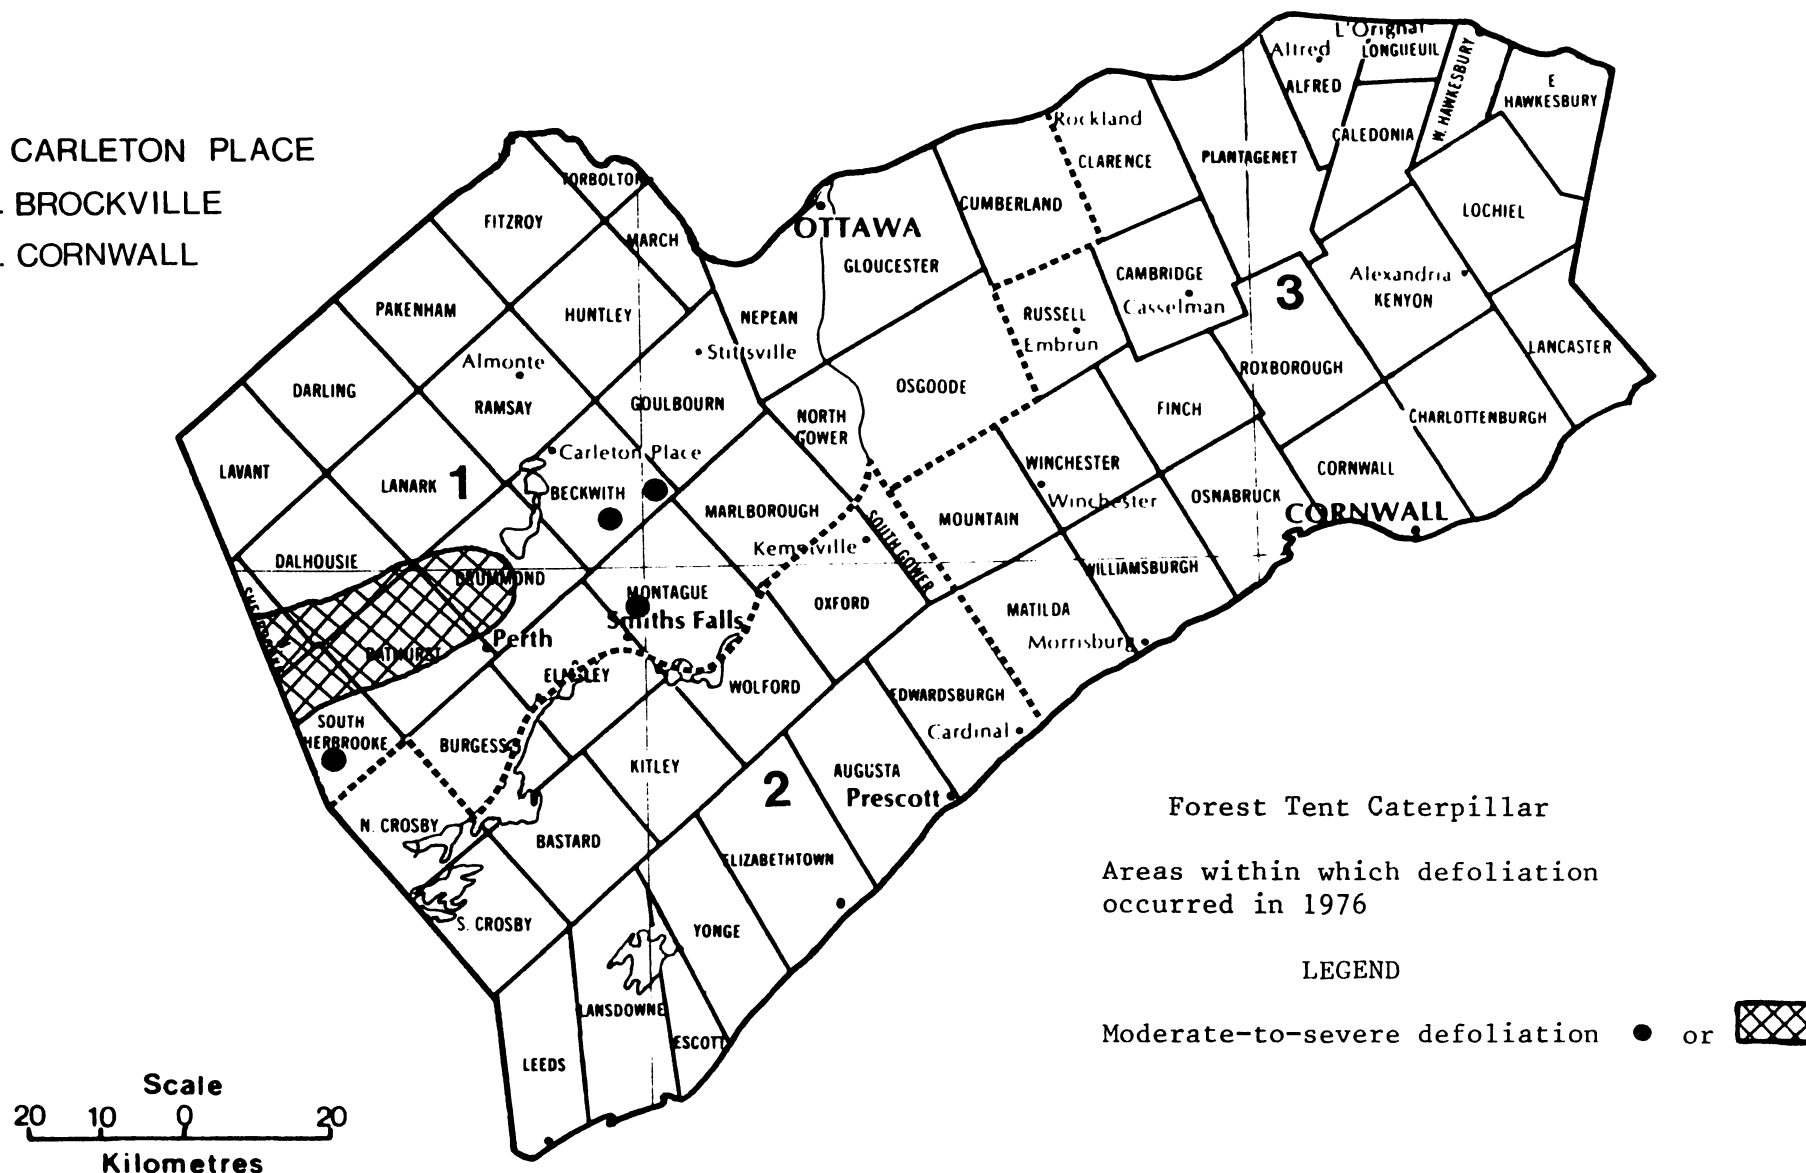 CARLETON PLACE
. BROCKVILLE
. CORNWALL
L'Orignal
Alfred
LONGUEUIL
ALFRED
W. HAWKESBURY
E
HAWKESBURY
Rockland
CLARENCE
PLANTAGENET
CALEDONIA
TORBOLTON
FITZROY
MARCH
OTTAWA
CUMBERLAND
LOCHIEL
GLOUCESTER
PAKENHAM
HUNTLEY
NEPEAN
Stittsville
RUSSELL
Embrun
CAMBRIDGE
Casselman
3
Alexandria
KENYON
Almonte
DARLING
RAMSAY
GOULBOURN
NORTH
GOWER
OSGOODE
FINCH
ROXBOROUGH
LANCASTER
CHARLOTTENBURGH
LAVANT
LANARK
1
Carleton Place
BECKWITH
MARLBOROUGH
Kemptville
SOUTH GOWER
MOUNTAIN
WINCHESTER
Winchester
OSNABRUCK
CORNWALL
CORNWALL
DALHOUSIE
DRUMMOND
MONTAGUE
Smiths Falls
OXFORD
WILLIAMSBURGH
MATILDA
Morrisburg
BATHURST
Perth
ELMSLEY
WOLFORD
EDWARDSBURGH
Cardinal
SOUTH
HERBROOKE
BURGESS
KITLEY
2
AUGUSTA
Prescott
N. CROSBY
BASTARD
ELIZABETHTOWN
S. CROSBY
YONGE
LANSDOWNE
ESCOTT
LEEDS
Forest Tent Caterpillar
Areas within which defoliation
occurred in 1976
LEGEND
Moderate-to-severe defoliation or
Scale
20 10 0 20
Kilometres